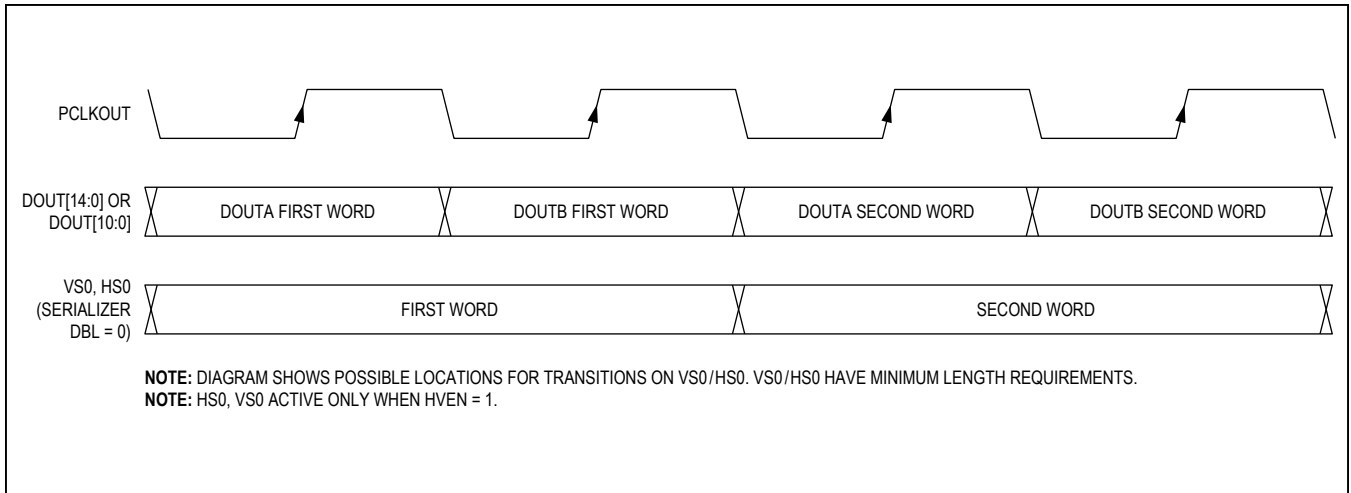 PCLKOUT
DOUT[14:0] OR
DOUT[10:0]
DOUTA FIRST WORD
DOUTB FIRST WORD
DOUTA SECOND WORD
DOUTB SECOND WORD
VS0, HS0
(SERIALIZER
DBL = 0)
FIRST WORD
SECOND WORD
NOTE: DIAGRAM SHOWS POSSIBLE LOCATIONS FOR TRANSITIONS ON VS0/HS0. VS0/HS0 HAVE MINIMUM LENGTH REQUIREMENTS.
NOTE: HS0, VS0 ACTIVE ONLY WHEN HVEN = 1.